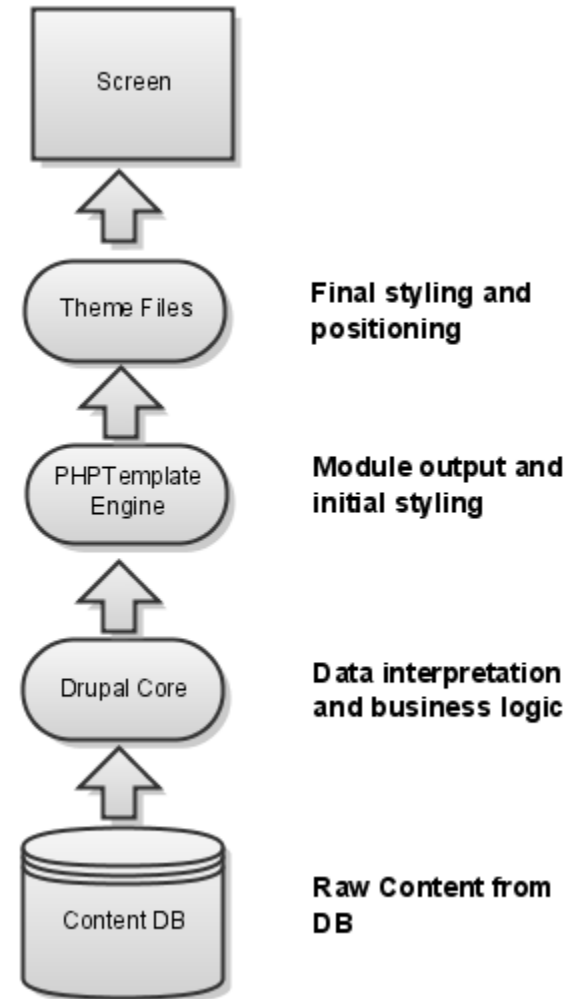 Screen
Theme Files
Final styling and
positioning
PHPTemplate
Engine
Module output and
initial styling
Drupal Core
Data interpretation
and business logic
Content DB
Raw Content from
DB